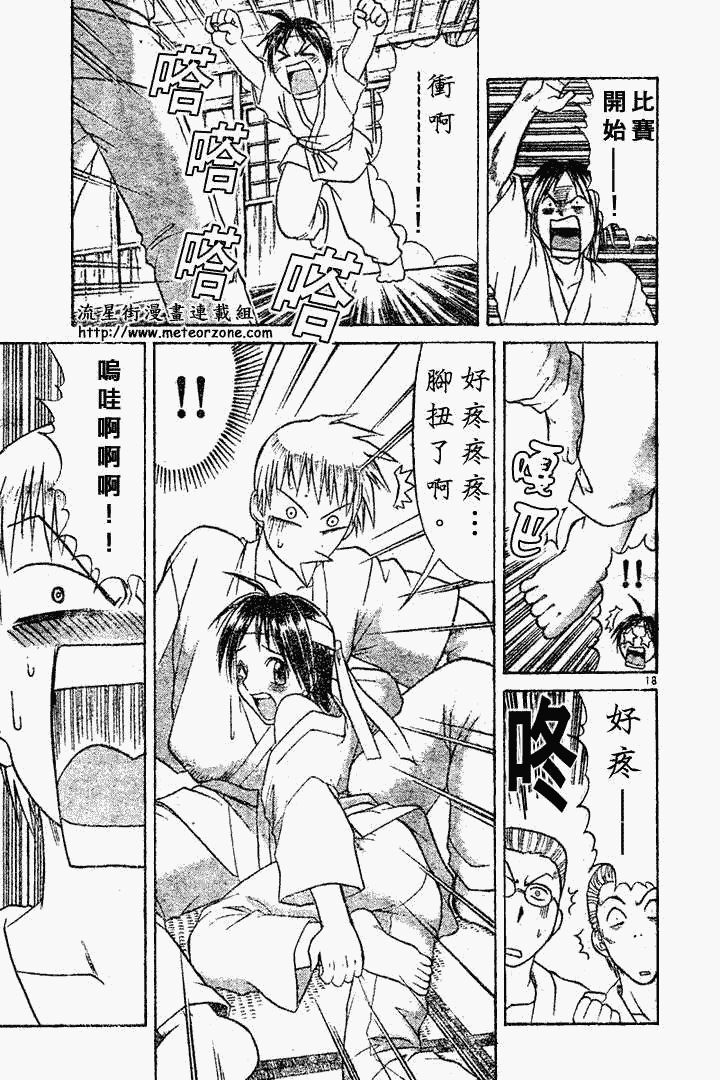 比賽
開始——！
衝啊
————！！
嗒
嗒
嗒
嗒
流星街漫畫連載組
http://www.meteorzone.com
嘎巴
！！
18
好疼——
咚
好疼疼疼…
腳扭了啊。
！！
嗚哇啊啊啊！！